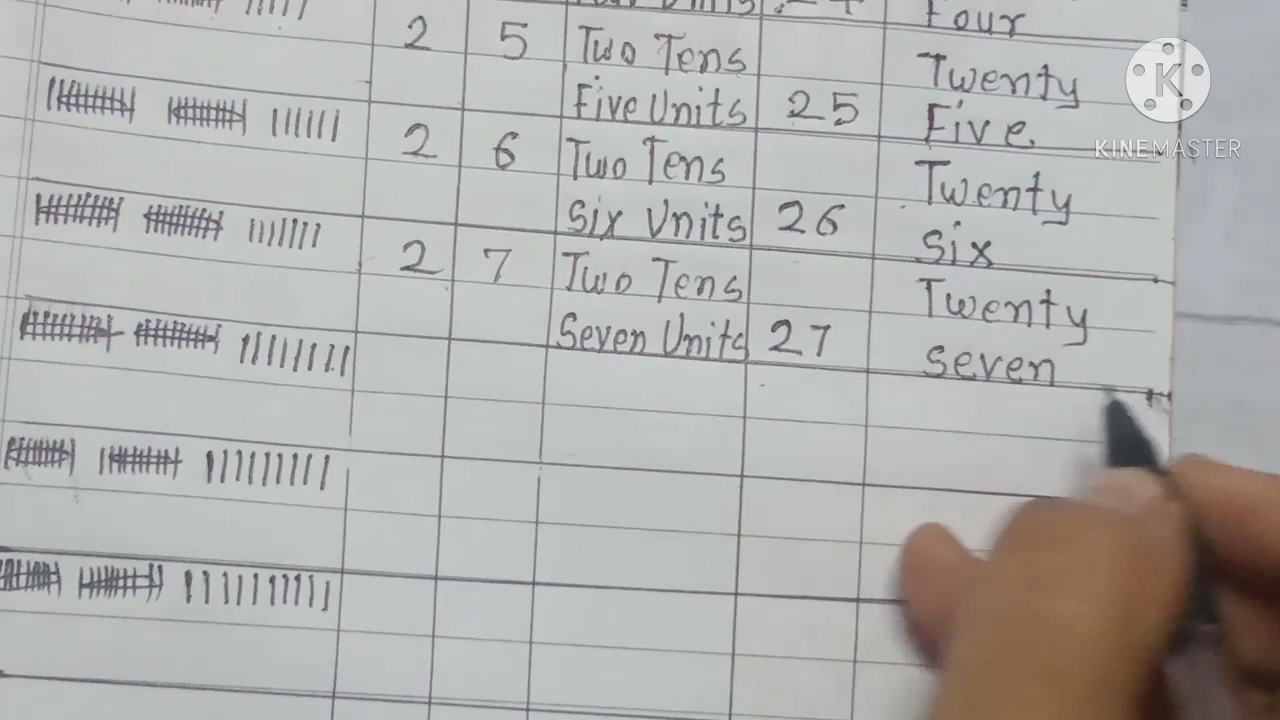 Four
2 5 Two Tens
Twenty
Five Units 25 Five.
2 6 Two Tens
Twenty
Six Units 26 Six
2 7 Two Tens
Twenty
Seven Units 27 Seven
K
KINEMASTER